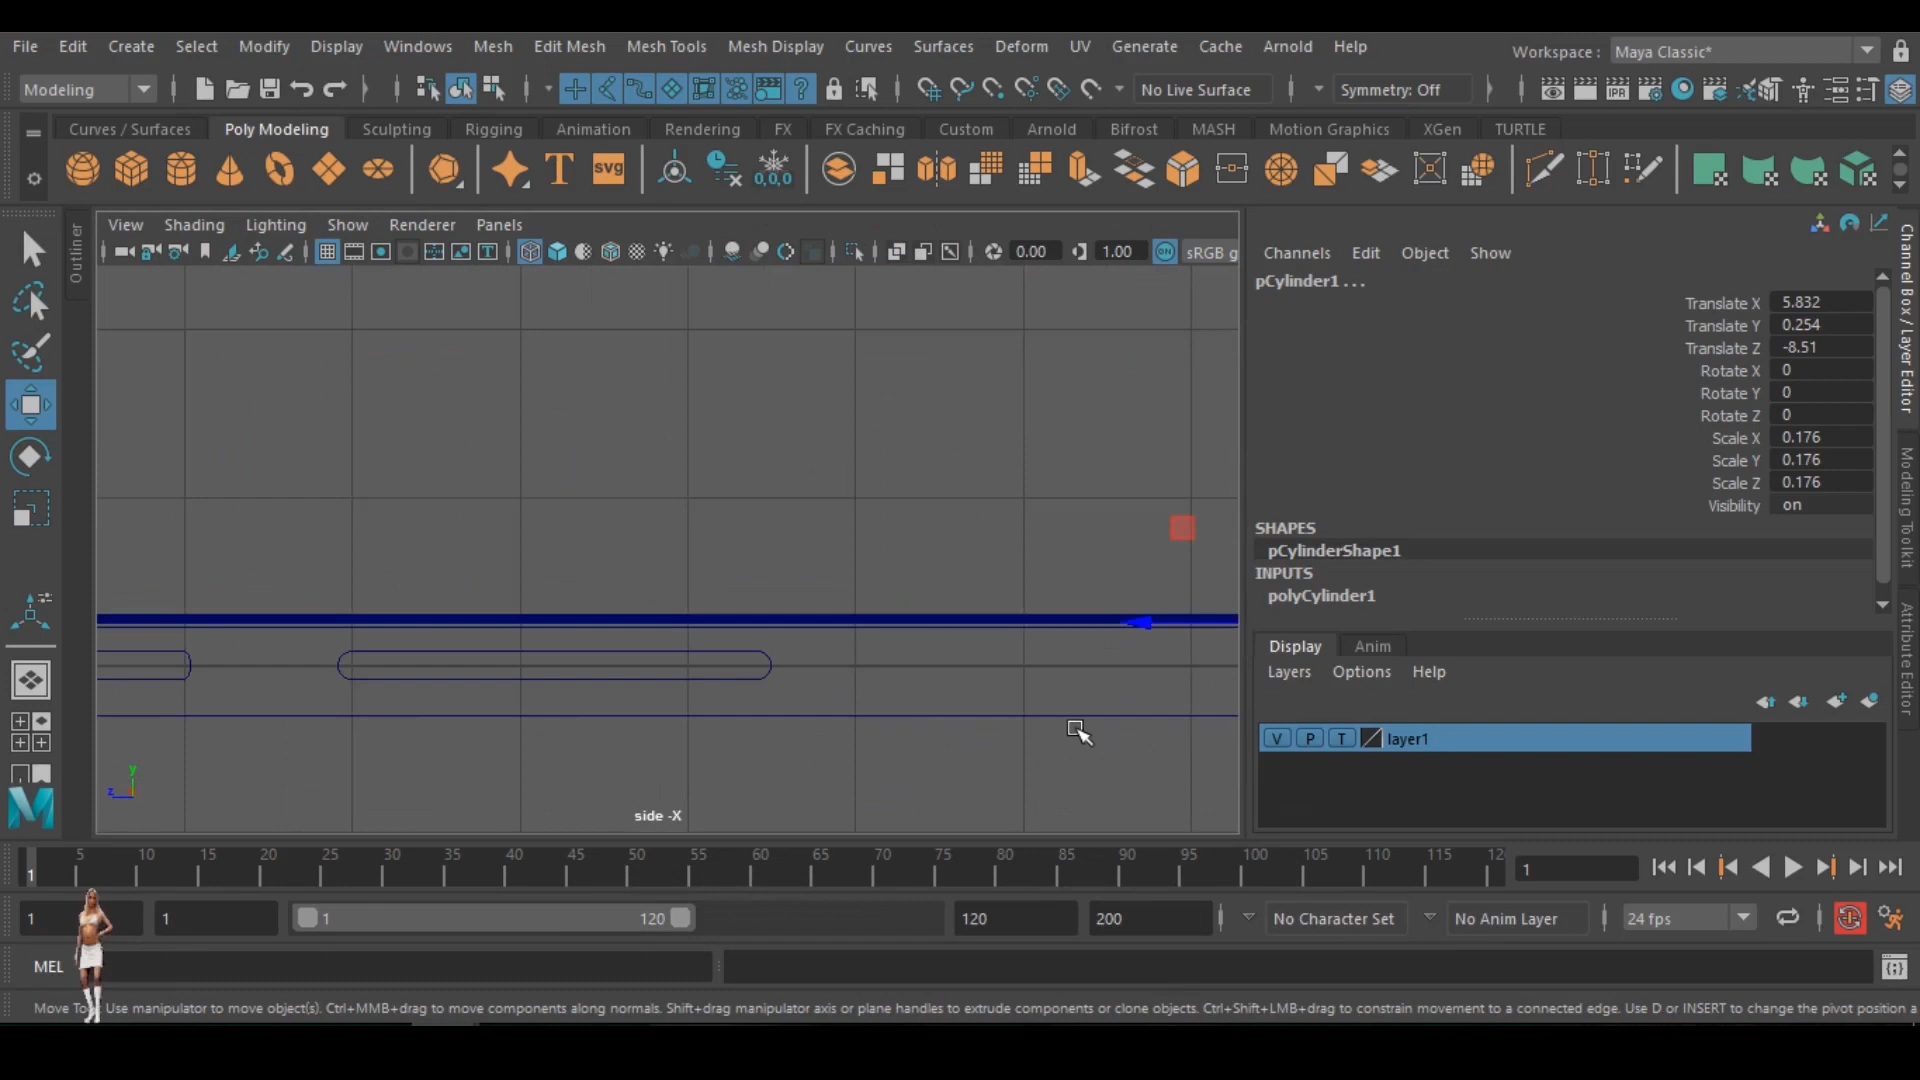 File Edit Create Select Modify Display Windows Mesh Edit Mesh Mesh Tools Mesh Display Curves Surfaces Deform UV Generate Cache Arnold Help Workspace : Maya Classic*
Modeling No Live Surface Symmetry: Off
IPR
Curves / Surfaces Poly Modeling Sculpting Rigging Animation Rendering FX FX Caching Custom Arnold Bifrost MASH Motion Graphics XGen TURTLE
T svg 0,0,0
Outliner
View Shading Lighting Show Renderer Panels
0.00 1.00 ON sRGB g
Channels Edit Object Show
pCylinder1 . . .
Translate X 5.832
Translate Y 0.254
Translate Z -8.51
Rotate X 0
Rotate Y 0
Rotate Z 0
Scale X 0.176
Scale Y 0.176
Scale Z 0.176
Visibility on
SHAPES
pCylinderShape1
INPUTS
polyCylinder1
Channel Box / Layer Editor
Modeling Toolkit
Attribute Editor
Display Anim
Layers Options Help
V P T layer1
y
z
side -X
5 10 15 20 25 30 35 40 45 50 55 60 65 70 75 80 85 90 95 100 105 110 115 12
1 1
1 1 1 120 120 200 No Character Set No Anim Layer 24 fps
MEL
Move Too Use manipulator to move object(s). Ctrl+MMB+drag to move components along normals. Shift+drag manipulator axis or plane handles to extrude components or clone objects. Ctrl+Shift+LMB+drag to constrain movement to a connected edge. Use D or INSERT to change the pivot position a